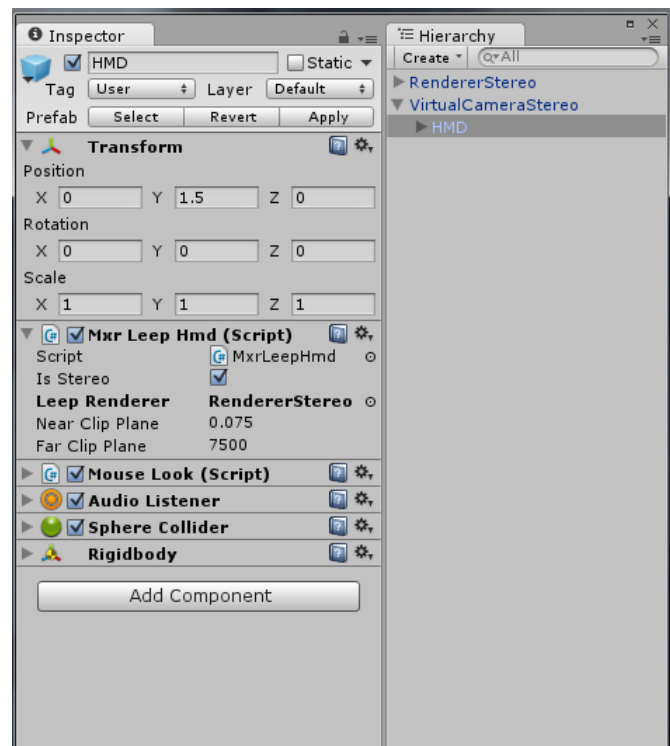 Inspector
HMD
Static
Tag User Layer Default
Prefab Select Revert Apply
Transform
Position
X 0 Y 1.5 Z 0
Rotation
X 0 Y 0 Z 0
Scale
X 1 Y 1 Z 1
Mxr Leep Hmd (Script)
Script MxrLeepHmd
Is Stereo
Leep Renderer RendererStereo
Near Clip Plane 0.075
Far Clip Plane 7500
Mouse Look (Script)
Audio Listener
Sphere Collider
Rigidbody
Add Component
Hierarchy
Create All
RendererStereo
VirtualCameraStereo
HMD